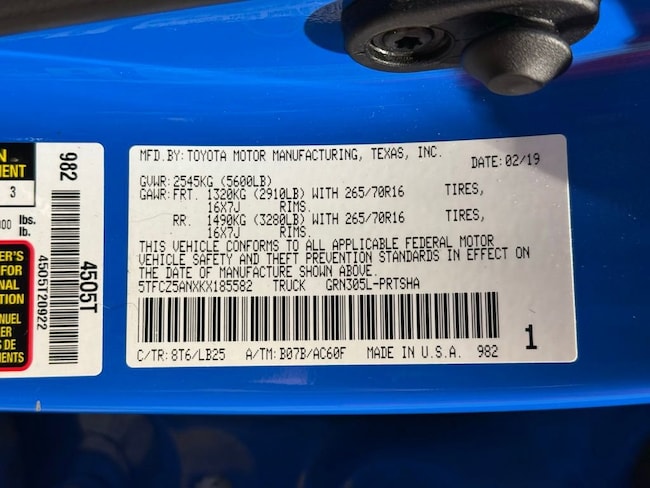 MFD.BY:TOYOTA MOTOR MANUFACTURING, TEXAS, INC.
DATE:02/19
GVWR:2545KG (5600LB)
GAWR:FRT. 1320KG (2910LB) WITH 265/70R16 TIRES,
16X7J RIMS.
RR. 1490KG (3280LB) WITH 265/70R16 TIRES,
16X7J RIMS.
THIS VEHICLE CONFORMS TO ALL APPLICABLE FEDERAL MOTOR
VEHICLE SAFETY AND THEFT PREVENTION STANDARDS IN EFFECT ON
THE DATE OF MANUFACTURE SHOWN ABOVE.
5TFCZ5ANXKX185582 TRUCK GRN305L-PRTSHA
C/TR:8T6/LB25 A/TM:B07B/AC60F MADE IN U.S.A. 982
1
982
4505T
4505T20922
3
lbs.
lb.